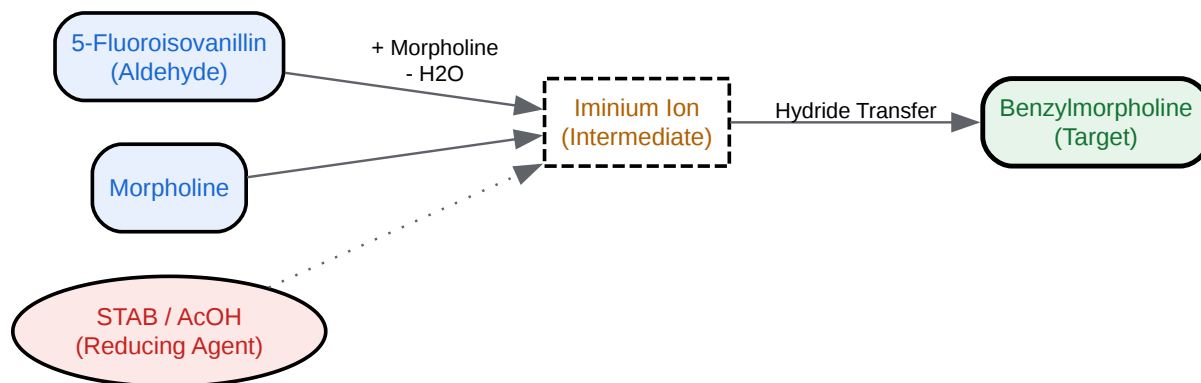 5-Fluoroisovanillin
(Aldehyde)
+ Morpholine
- H2O
Morpholine
STAB / AcOH
(Reducing Agent)
Iminium Ion
(Intermediate)
Hydride Transfer
Benzylmorpholine
(Target)